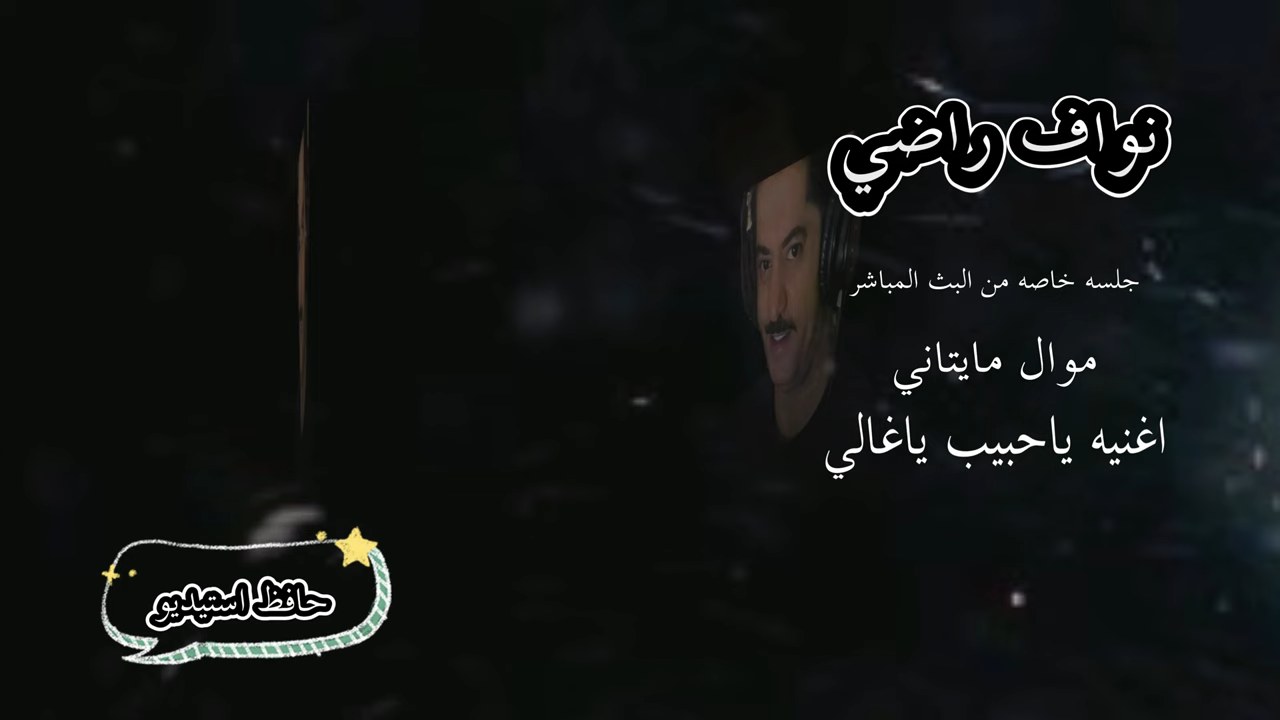 نواف راضي
جلسه خاصه من البث المباشر
موال مايتاني
اغنيه ياحبيب ياغالي
حافظ استيديو